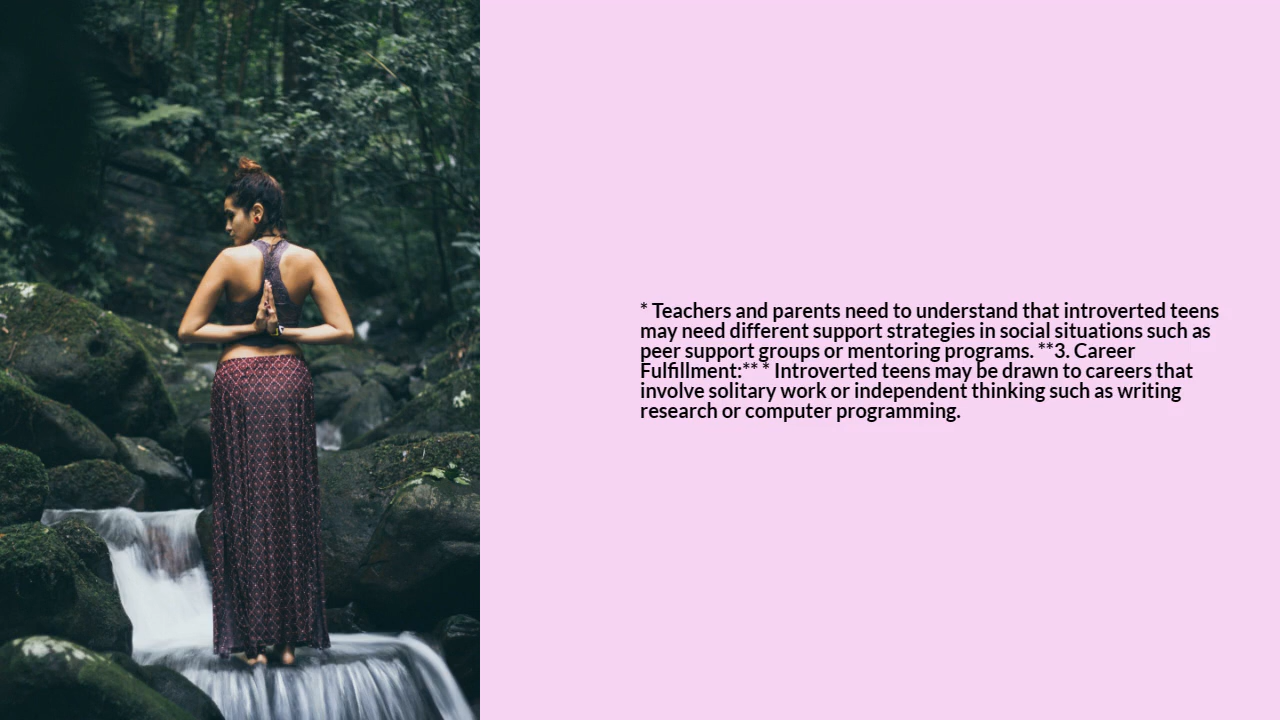 * Teachers and parents need to understand that introverted teens
may need different support strategies in social situations such as
peer support groups or mentoring programs. **3. Career
Fulfillment:** * Introverted teens may be drawn to careers that
involve solitary work or independent thinking such as writing
research or computer programming.